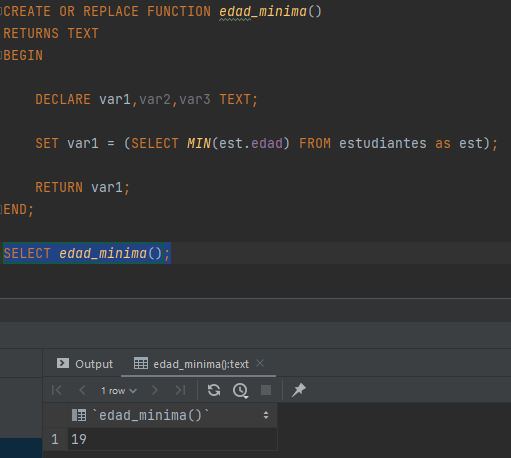 CREATE OR REPLACE FUNCTION edad_minima()
RETURNS TEXT
BEGIN
DECLARE var1,var2,var3 TEXT;
SET var1 = (SELECT MIN(est.edad) FROM estudiantes as est);
RETURN var1;
END;
SELECT edad_minima();
Output edad_minima():text
1 row
`edad_minima()`
1 19